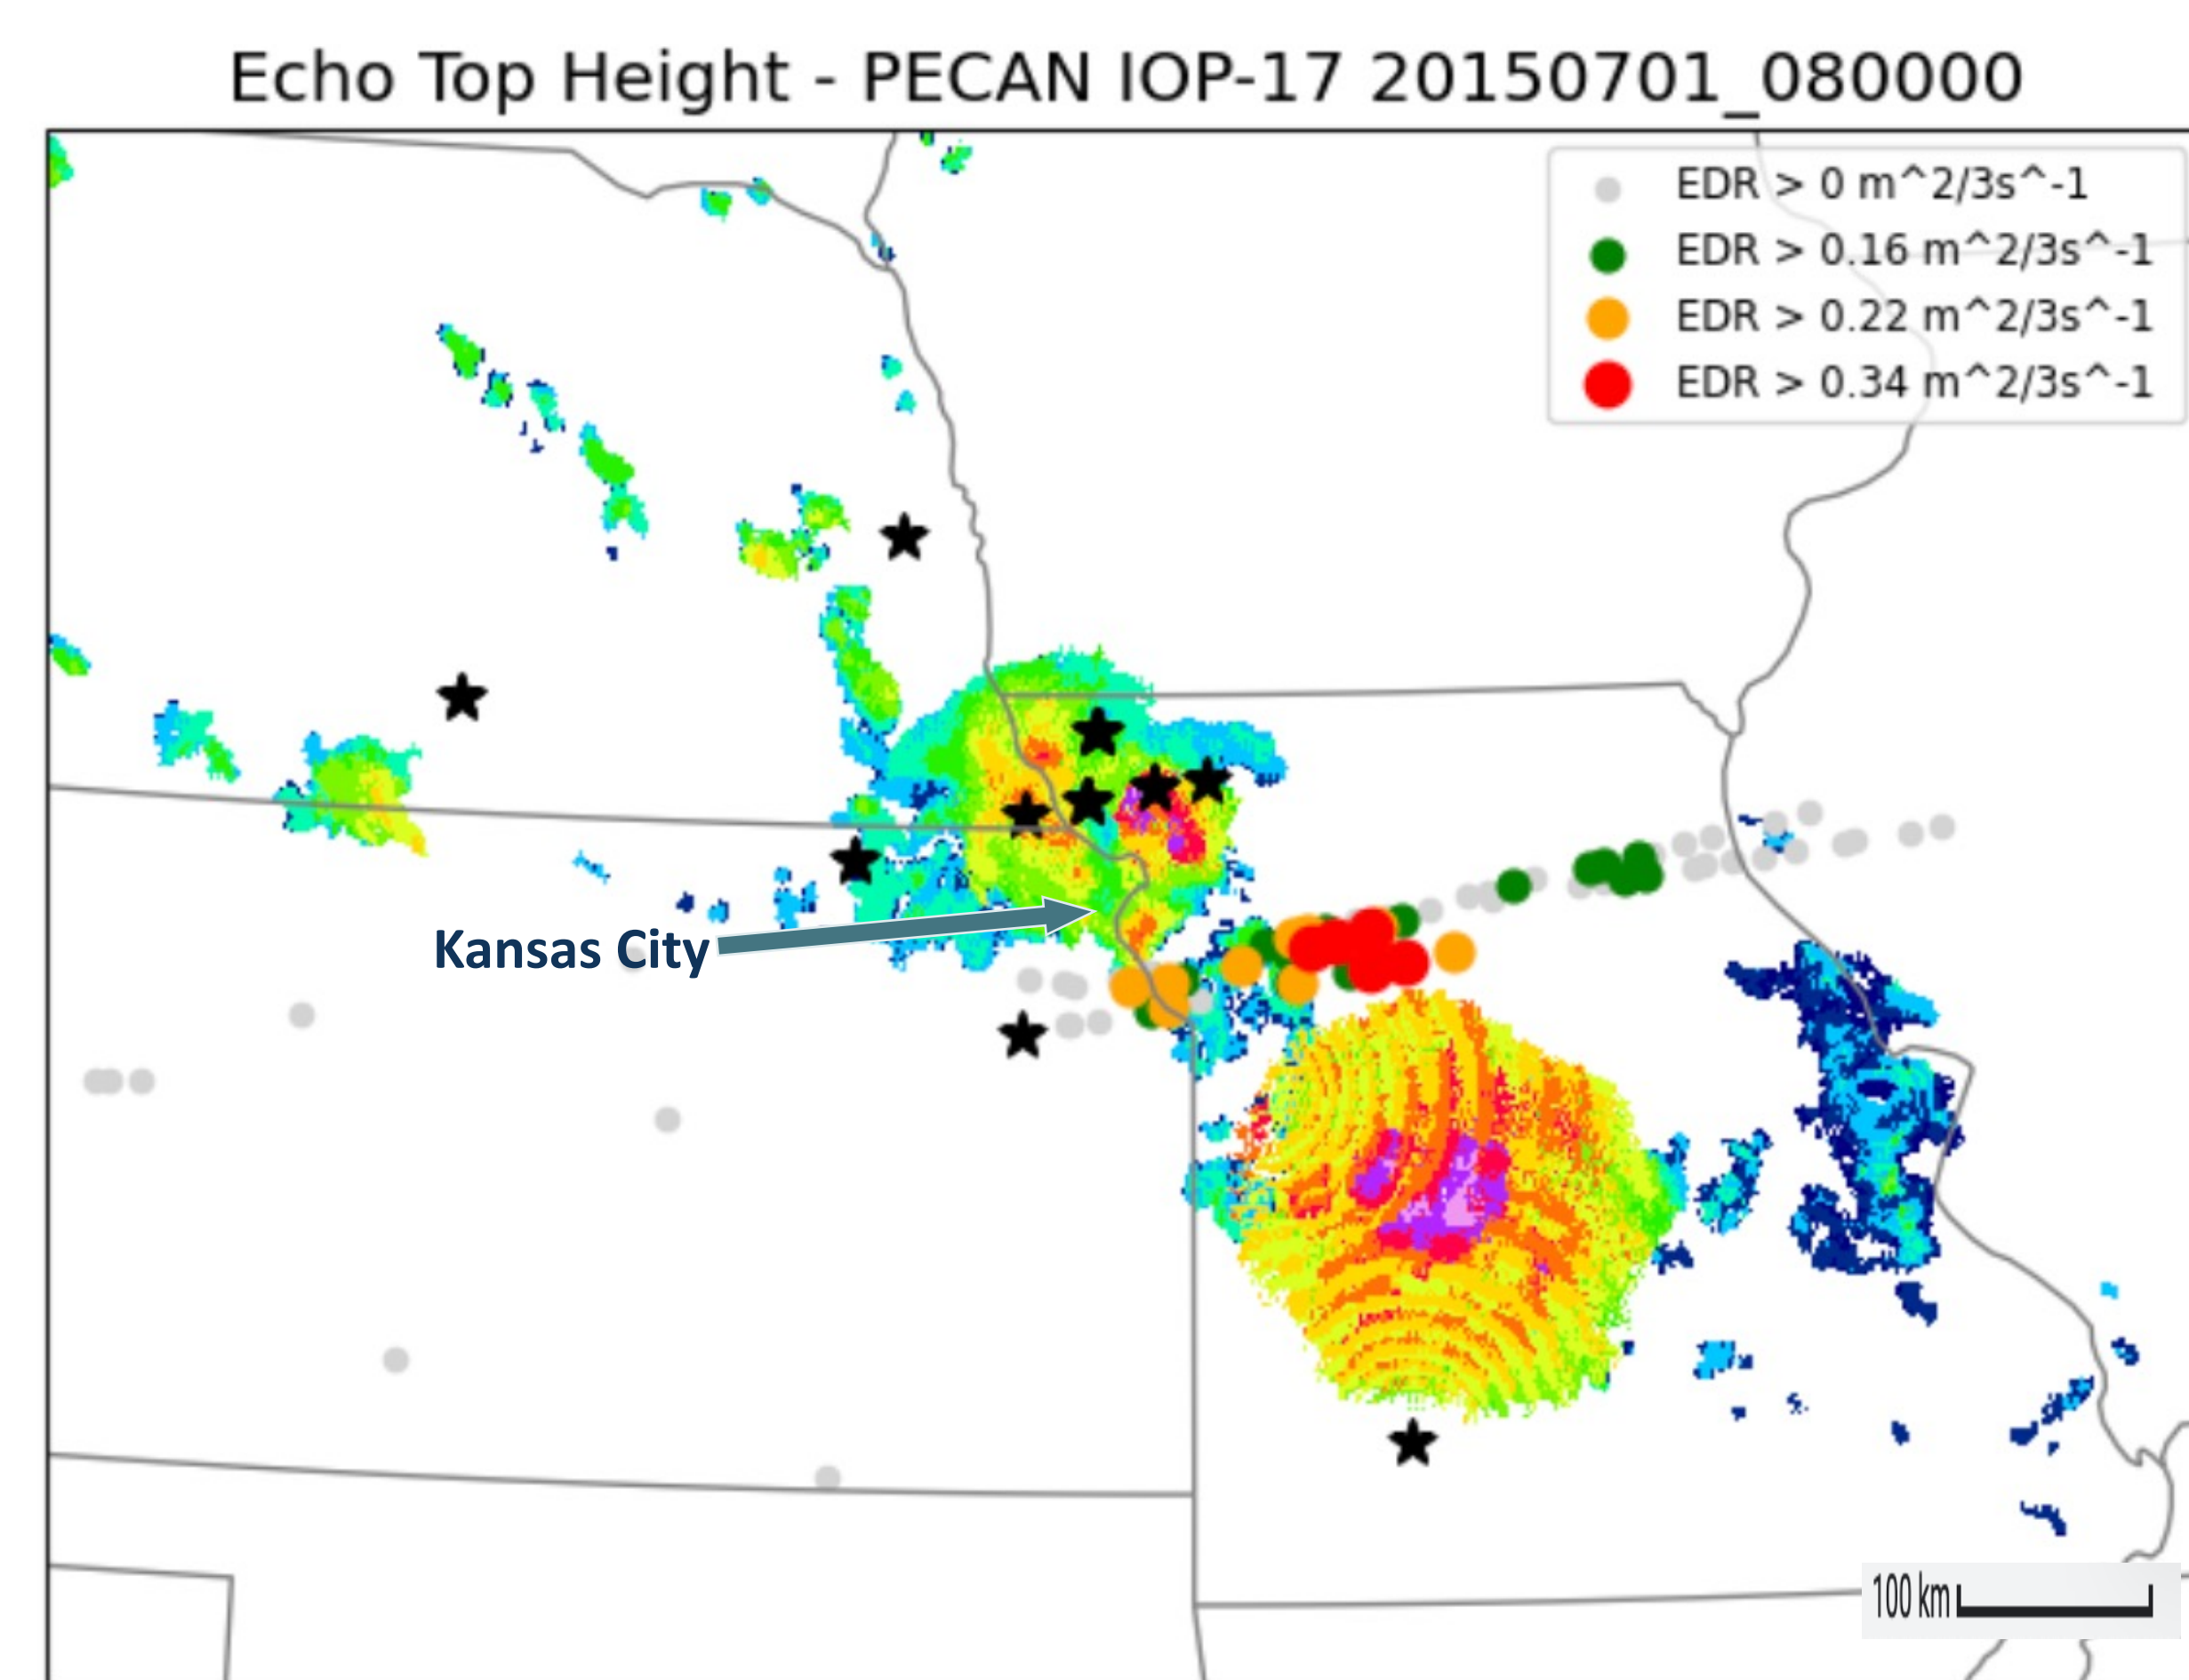 Echo Top Height - PECAN IOP-17 20150701_080000
EDR > 0 m^2/3s^-1
EDR > 0.16 m^2/3s^-1
EDR > 0.22 m^2/3s^-1
EDR > 0.34 m^2/3s^-1
Kansas City
100 km